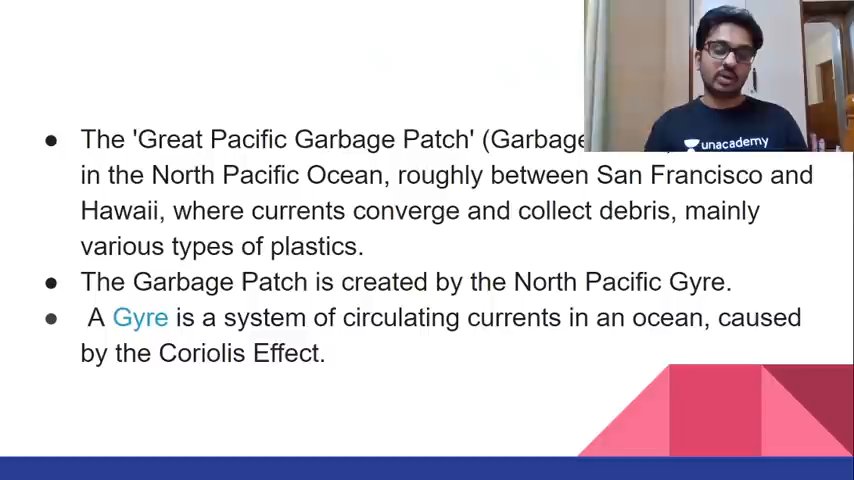 unacademy
● The 'Great Pacific Garbage Patch' (Garbage
in the North Pacific Ocean, roughly between San Francisco and
Hawaii, where currents converge and collect debris, mainly
various types of plastics.
● The Garbage Patch is created by the North Pacific Gyre.
● A Gyre is a system of circulating currents in an ocean, caused
by the Coriolis Effect.